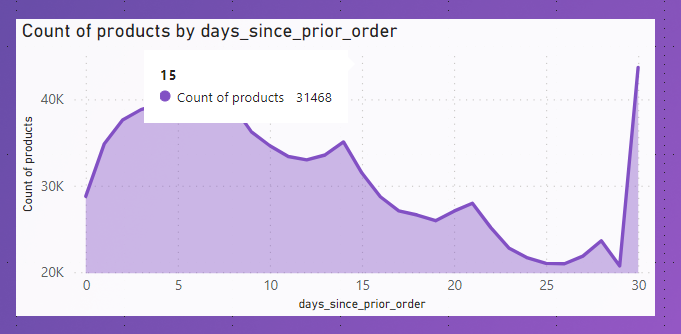 Count of products by days_since_prior_order
15
Count of products 31468
40K
30K
20K
Count of products
0 5 10 15 20 25 30
days_since_prior_order